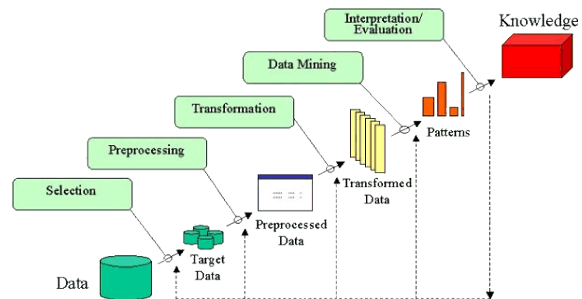 Interpretation/
Evaluation
Knowledge
Data Mining
Transformation
Patterns
Preprocessing
Transformed
Data
Selection
Preprocessed
Data
Target
Data
Data